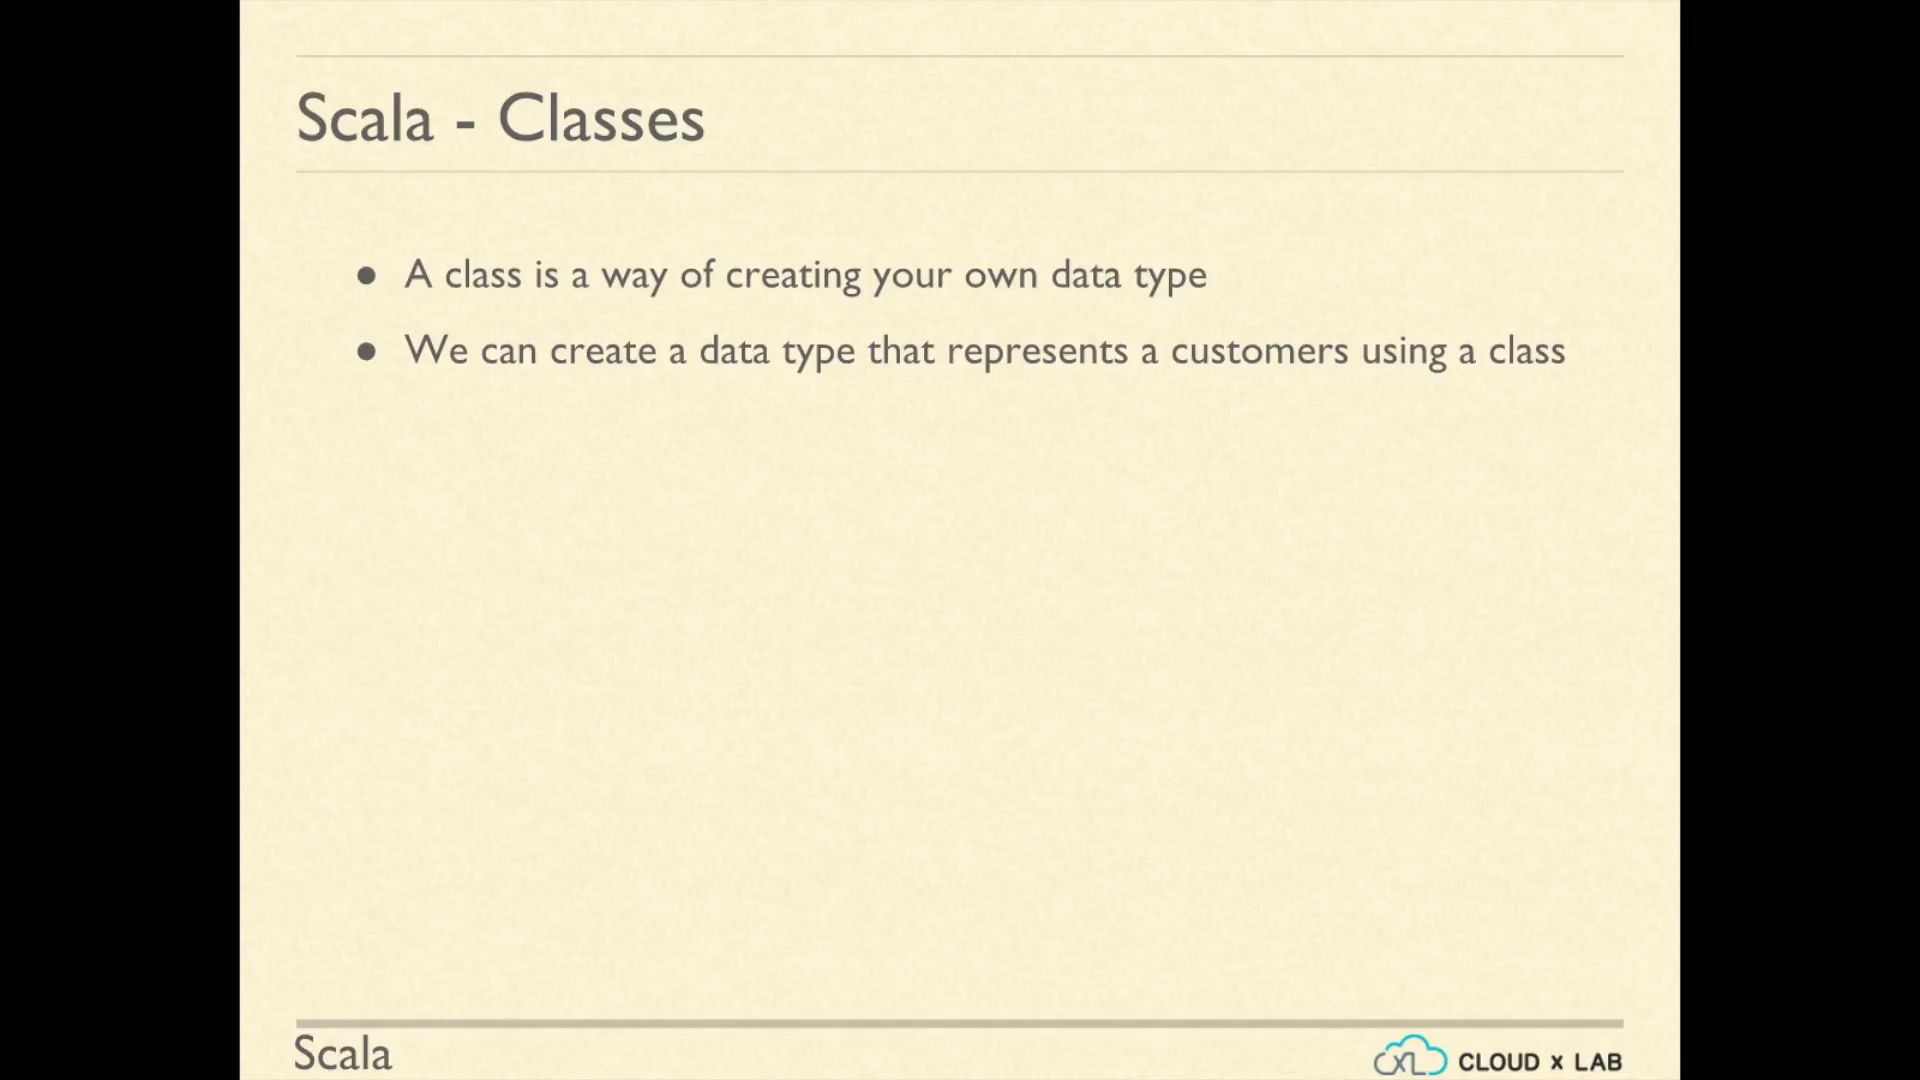 Scala - Classes
● A class is a way of creating your own data type
● We can create a data type that represents a customers using a class
Scala
CXL CLOUD x LAB